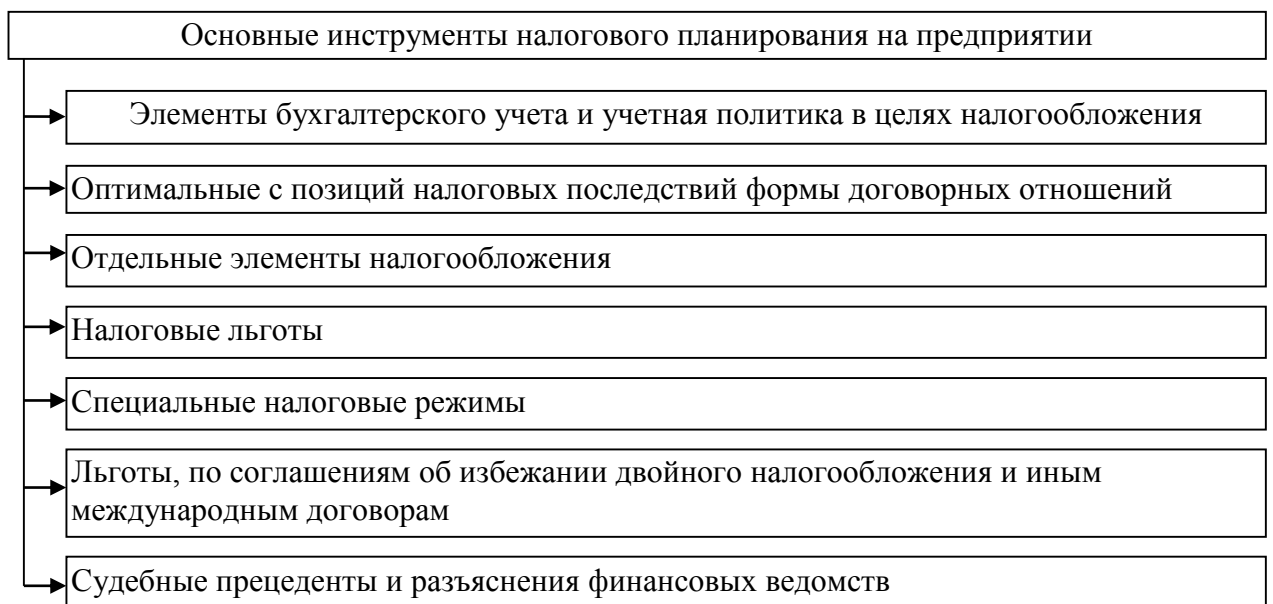 Основные инструменты налогового планирования на предприятии
Элементы бухгалтерского учета и учетная политика в целях налогообложения
Оптимальные с позиций налоговых последствий формы договорных отношений
Отдельные элементы налогообложения
Налоговые льготы
Специальные налоговые режимы
Льготы, по соглашениям об избежании двойного налогообложения и иным
международным договорам
Судебные прецеденты и разъяснения финансовых ведомств